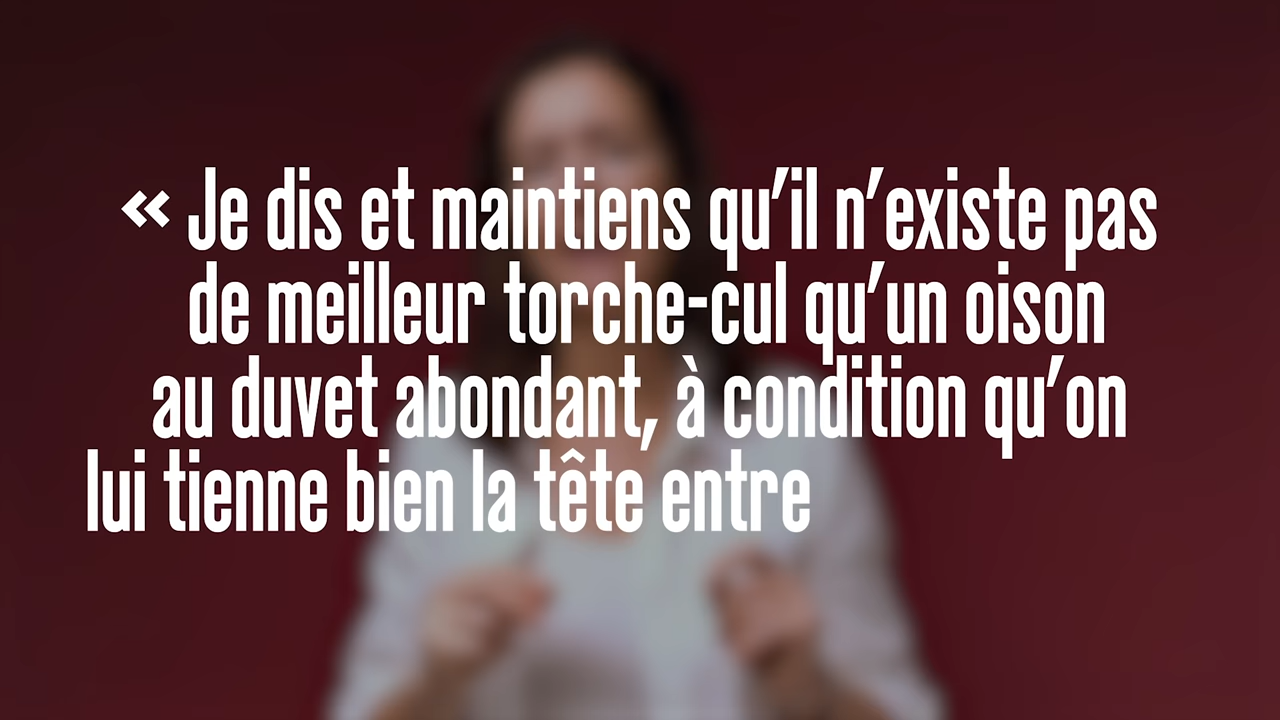 « Je dis et maintiens qu’il n’existe pas
de meilleur torche-cul qu’un oison
au duvet abondant, à condition qu’on
lui tienne bien la tête entre